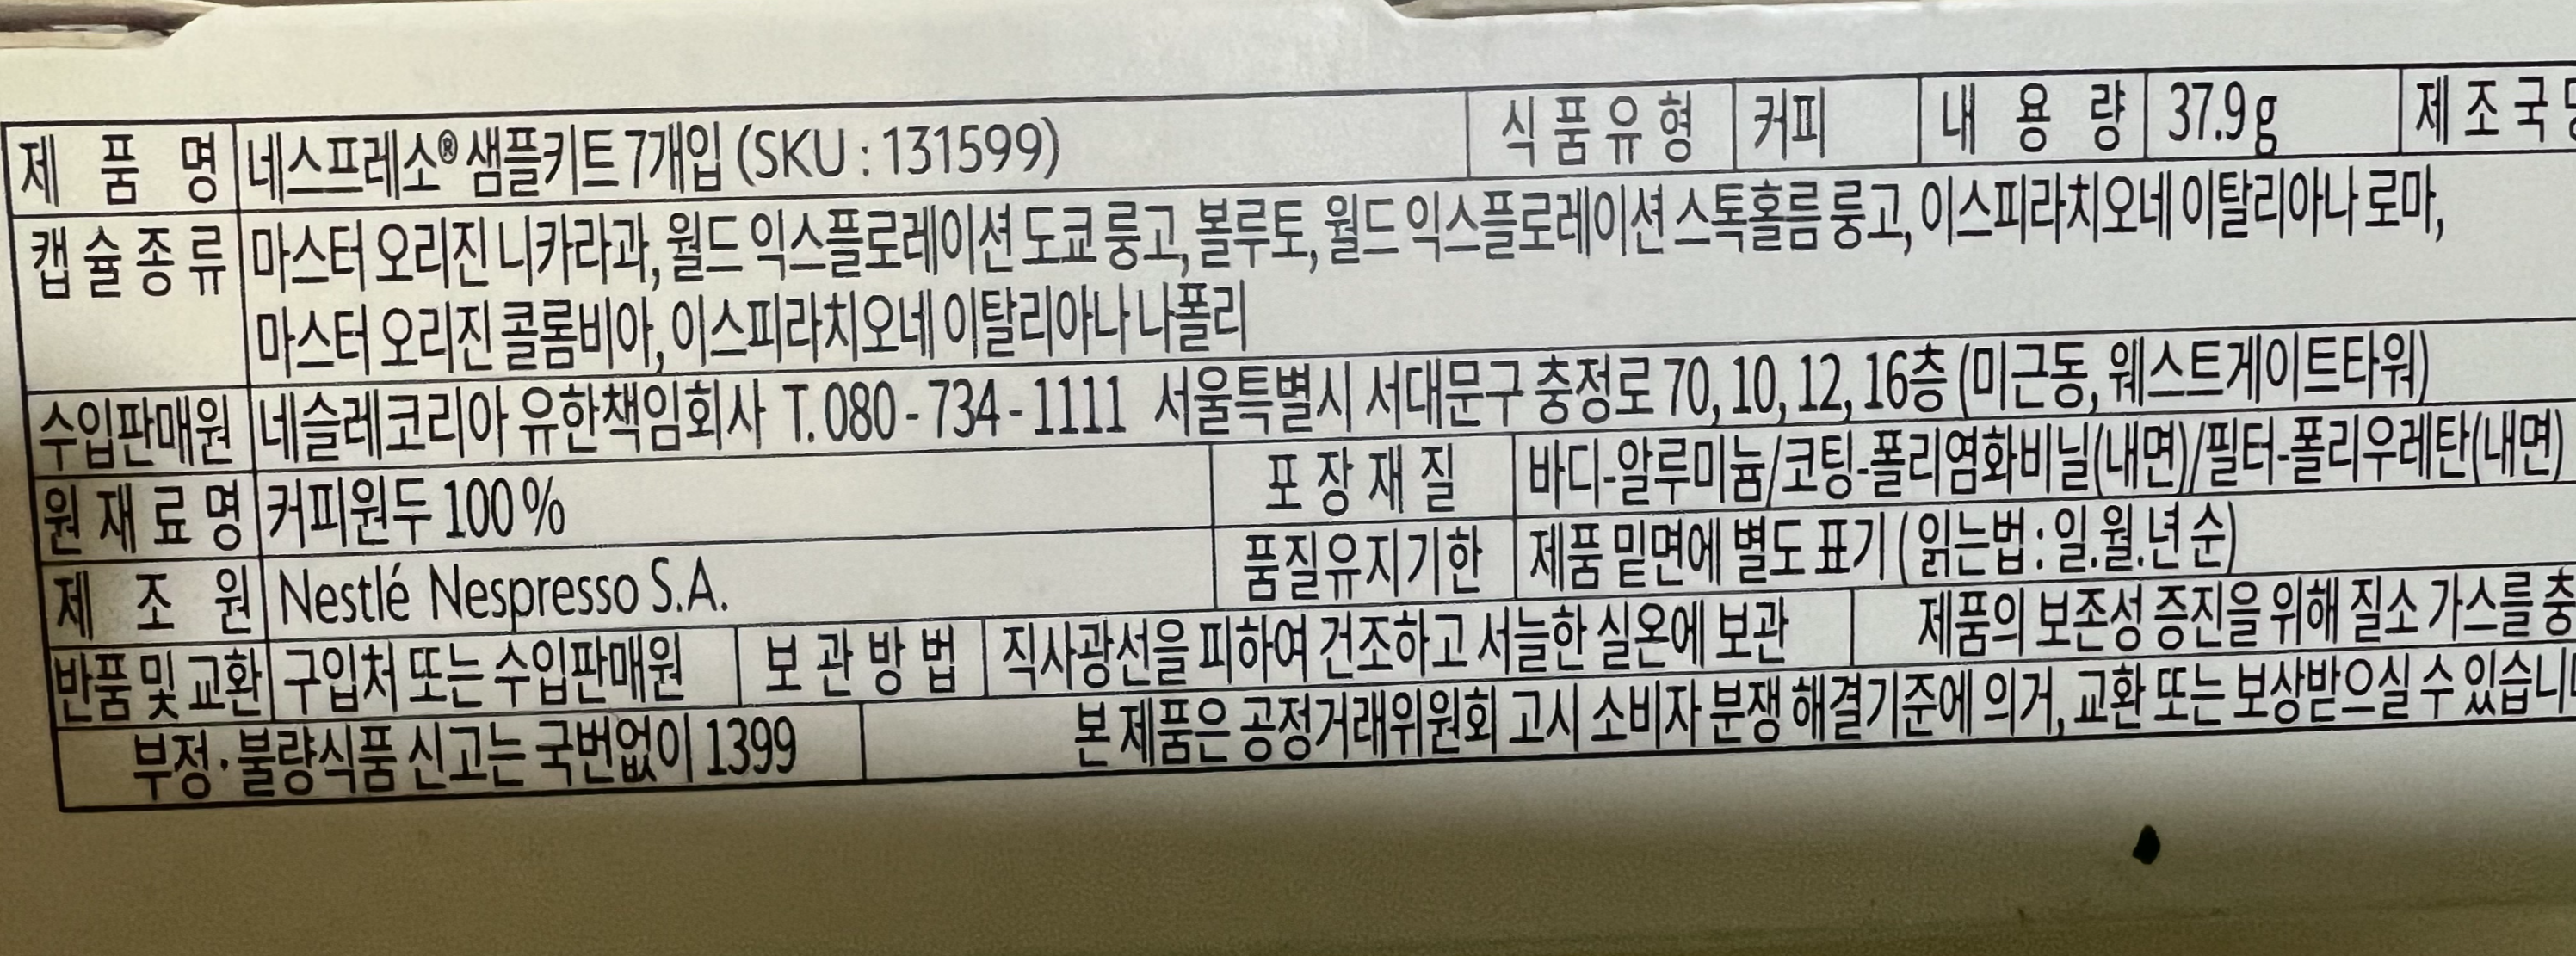 제 품 명 네스프레소® 샘플키트 7개입 (SKU : 131599) 식품유형 커피 내 용 량 37.9g 제조국
캡슐종류 마스터 오리진 니카라과, 월드 익스플로레이션 도쿄 룽고, 볼루토, 월드 익스플로레이션 스톡홀름 룽고, 이스피라치오네 이탈리아나 로마,
마스터 오리진 콜롬비아, 이스피라치오네 이탈리아나 나폴리
수입판매원 네슬레코리아 유한책임회사 T. 080 - 734 - 1111 서울특별시 서대문구 충정로 70, 10, 12, 16층 (미근동, 웨스트게이트타워)
원재료명 커피원두 100% 포장재질 바디-알루미늄/코팅-폴리염화비닐(내면)/필터-폴리우레탄(내면)
제 조 원 Nestlé Nespresso S.A. 품질유지기한 제품 밑면에 별도 표기 ( 읽는법 : 일.월.년 순)
반품 및 교환 구입처 또는 수입판매원 보관방법 직사광선을 피하여 건조하고 서늘한 실온에 보관 제품의 보존성 증진을 위해 질소 가스를 충
부정·불량식품 신고는 국번없이 1399 본 제품은 공정거래위원회 고시 소비자 분쟁 해결기준에 의거, 교환 또는 보상받으실 수 있습니